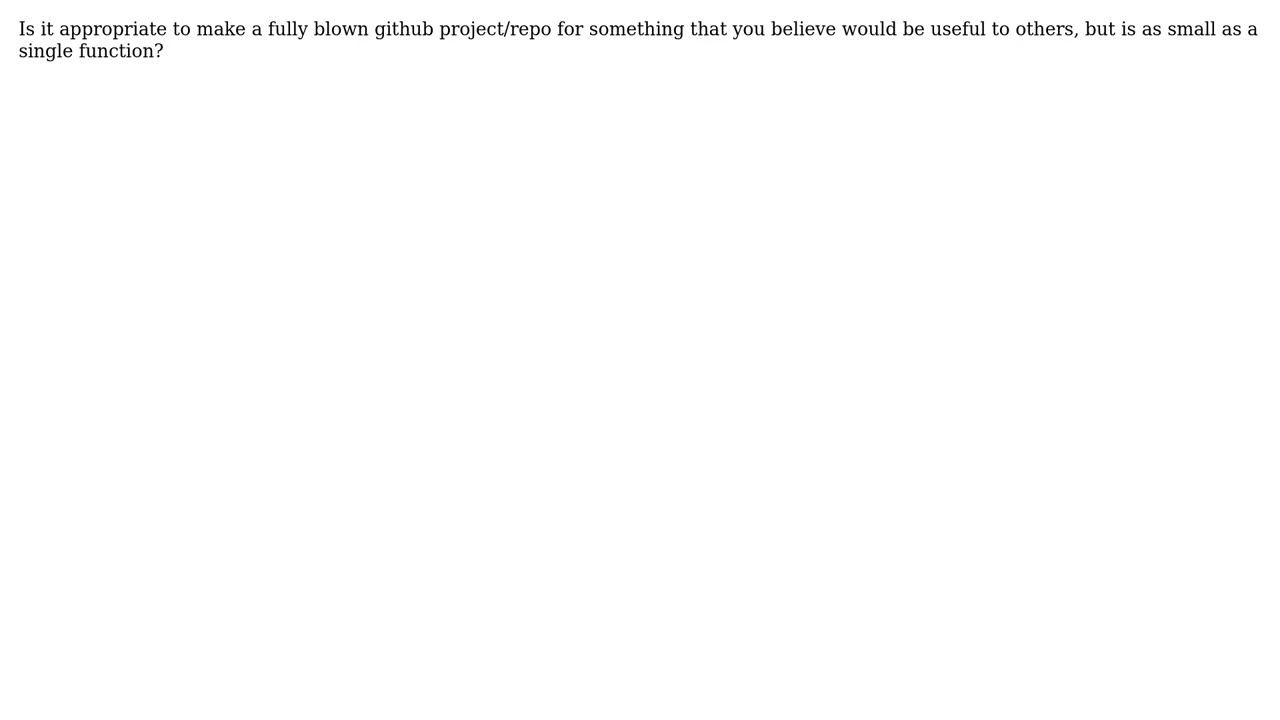 Is it appropriate to make a fully blown github project/repo for something that you believe would be useful to others, but is as small as a
single function?